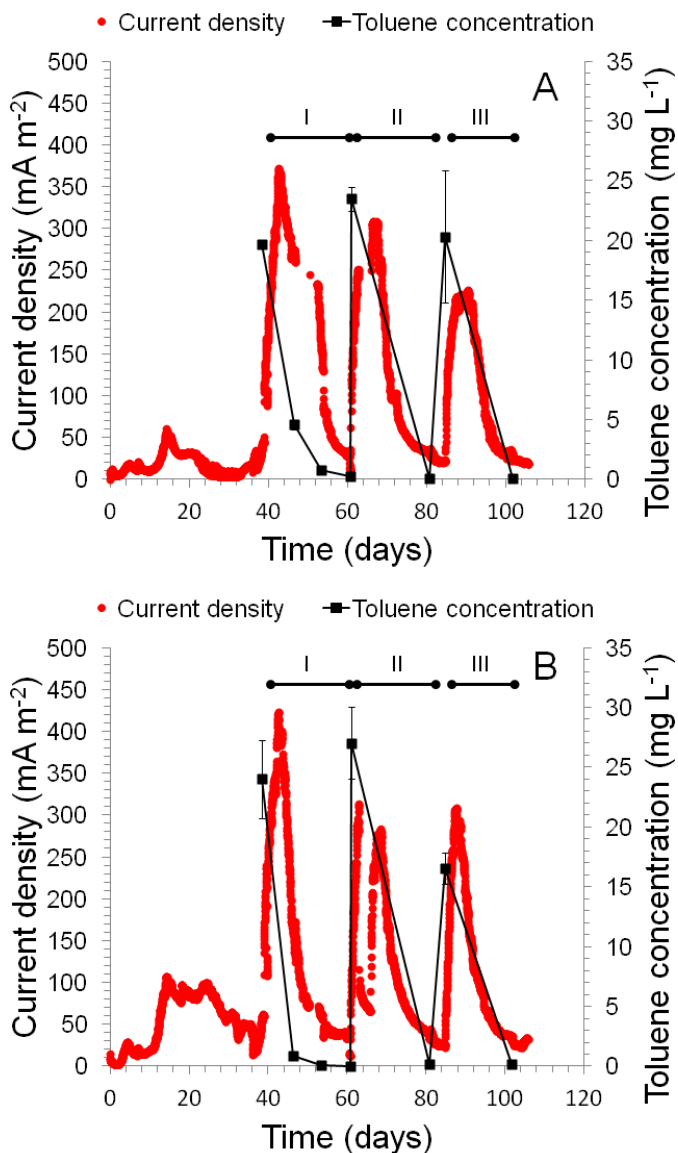 Current density Toluene concentration
A
I II III
Current density (mA m-2)
500
450
400
350
300
250
200
150
100
50
0
Toluene concentration (mg L-1)
35
30
25
20
15
10
5
0
0 20 40 60 80 100 120
Time (days)
Current density Toluene concentration
B
I II III
Current density (mA m-2)
500
450
400
350
300
250
200
150
100
50
0
Toluene concentration (mg L-1)
35
30
25
20
15
10
5
0
0 20 40 60 80 100 120
Time (days)